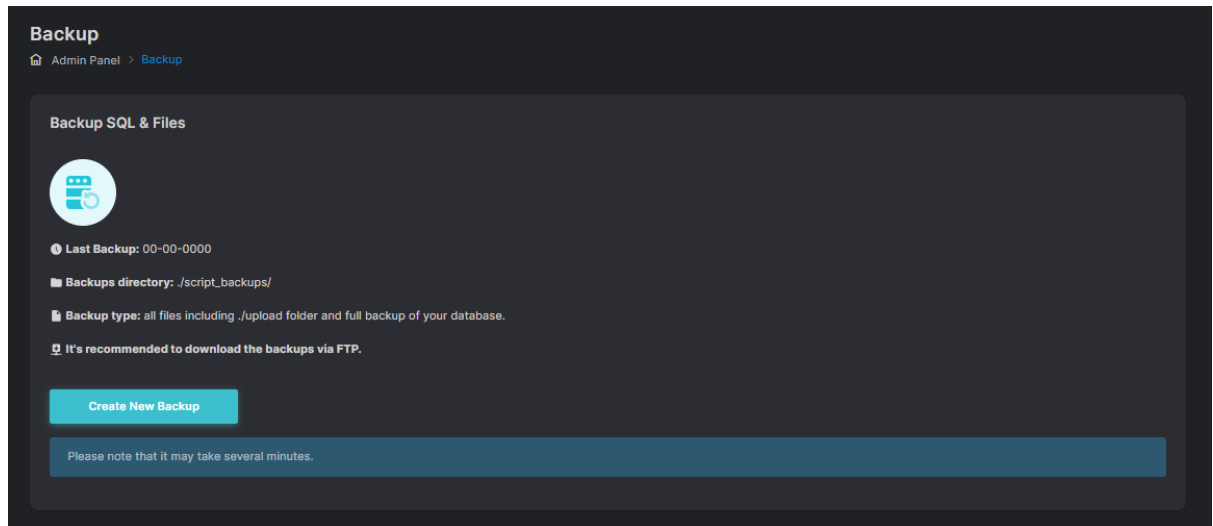 Backup
Admin Panel > Backup
Backup SQL & Files
Last Backup: 00-00-0000
Backups directory: ./script_backups/
Backup type: all files including ./upload folder and full backup of your database.
It's recommended to download the backups via FTP.
Create New Backup
Please note that it may take several minutes.